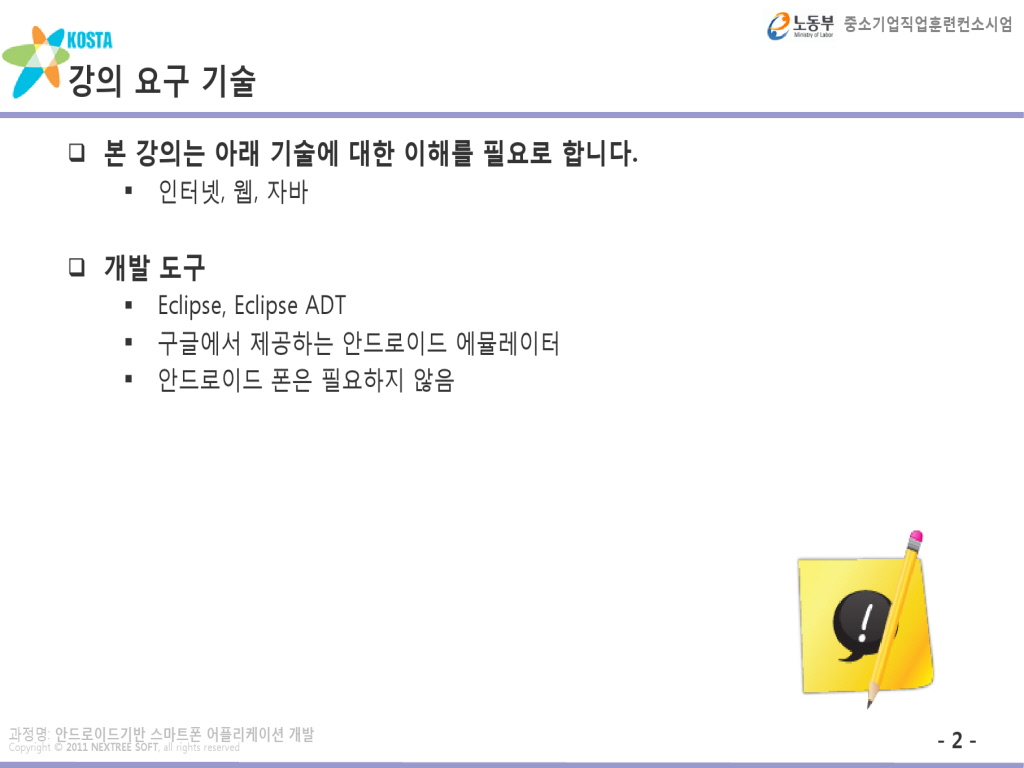 노동부 중소기업직업훈련컨소시엄
Ministry of Labor
KOSTA
강의 요구 기술
❑ 본 강의는 아래 기술에 대한 이해를 필요로 합니다.
▪ 인터넷, 웹, 자바
❑ 개발 도구
▪ Eclipse, Eclipse ADT
▪ 구글에서 제공하는 안드로이드 에뮬레이터
▪ 안드로이드 폰은 필요하지 않음
!
과정명: 안드로이드기반 스마트폰 어플리케이션 개발
Copyright © 2011 NEXTREE SOFT, all rights reserved
- 2 -